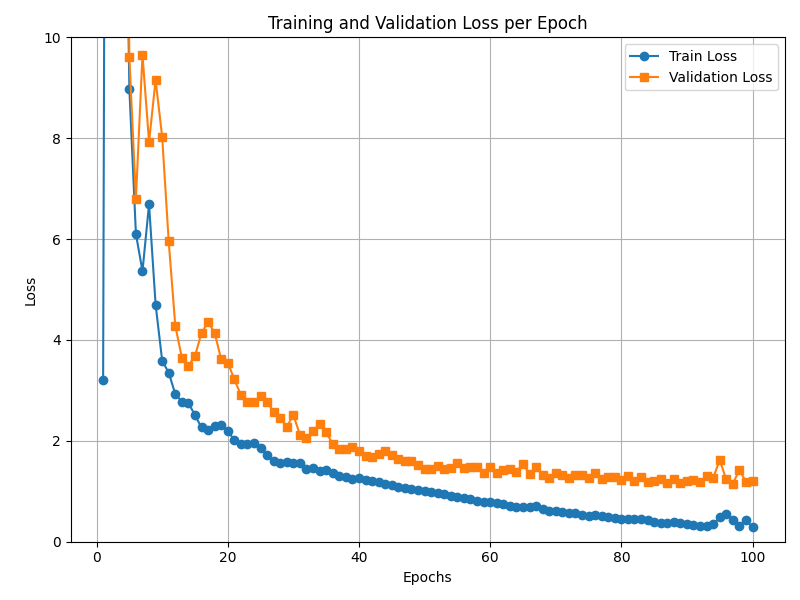 Training and Validation Loss per Epoch
Train Loss
Validation Loss
Loss
10
8
6
4
2
0
0 20 40 60 80 100
Epochs